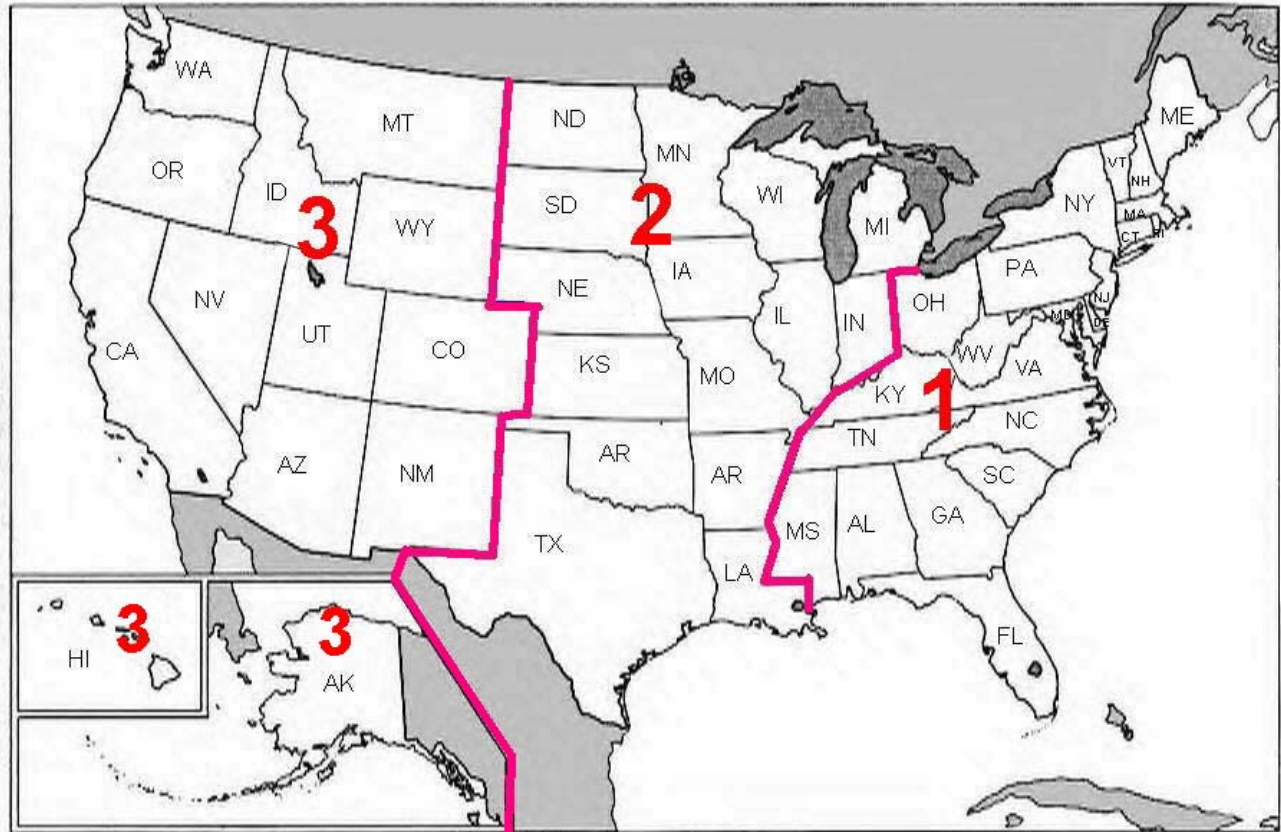 WA
MT
ND
MN
ME
OR
ID
3
WY
SD
2
WI
MI
NY
VT
NH
MA
CT
RI
NV
UT
CO
NE
IA
IL
IN
OH
PA
NJ
MD
DE
CA
KS
MO
KY
1
WV
VA
AZ
NM
AR
AR
TN
NC
SC
TX
LA
MS
AL
GA
FL
HI
3
3
AK